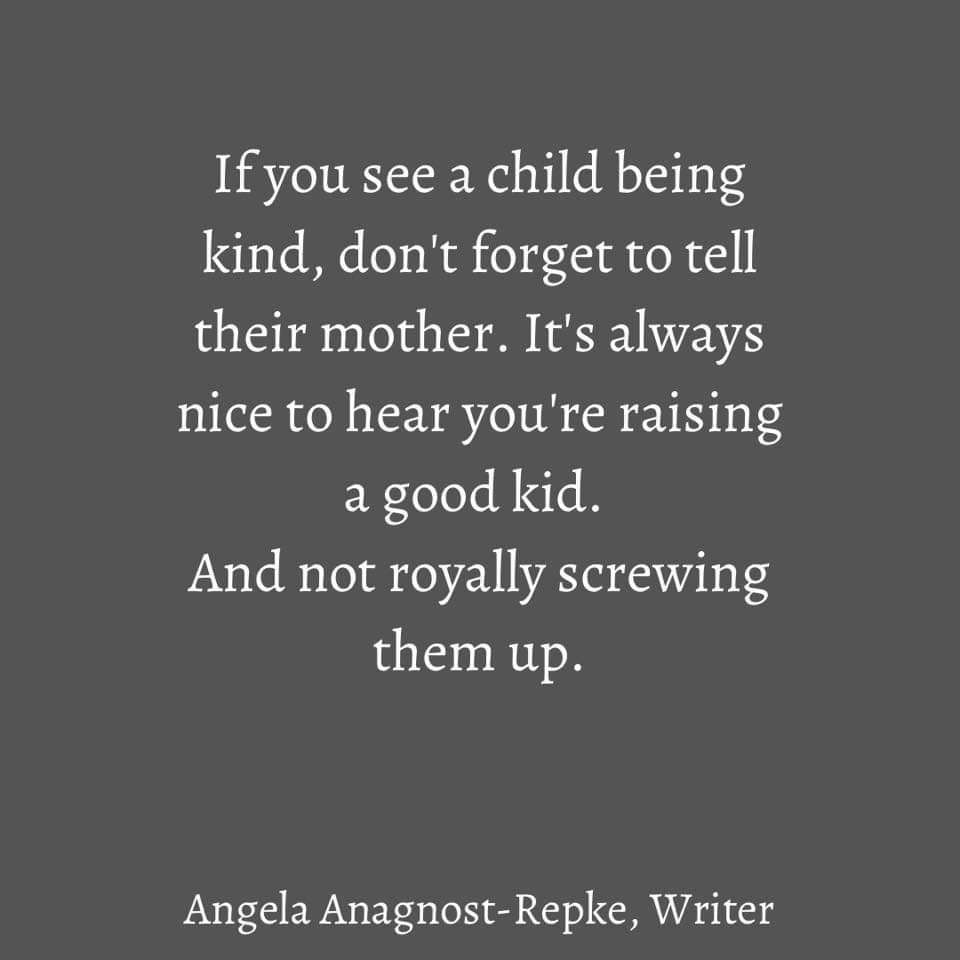 If you see a child being
kind, don't forget to tell
their mother. It's always
nice to hear you're raising
a good kid.
And not royally screwing
them up.
Angela Anagnost-Repke, Writer